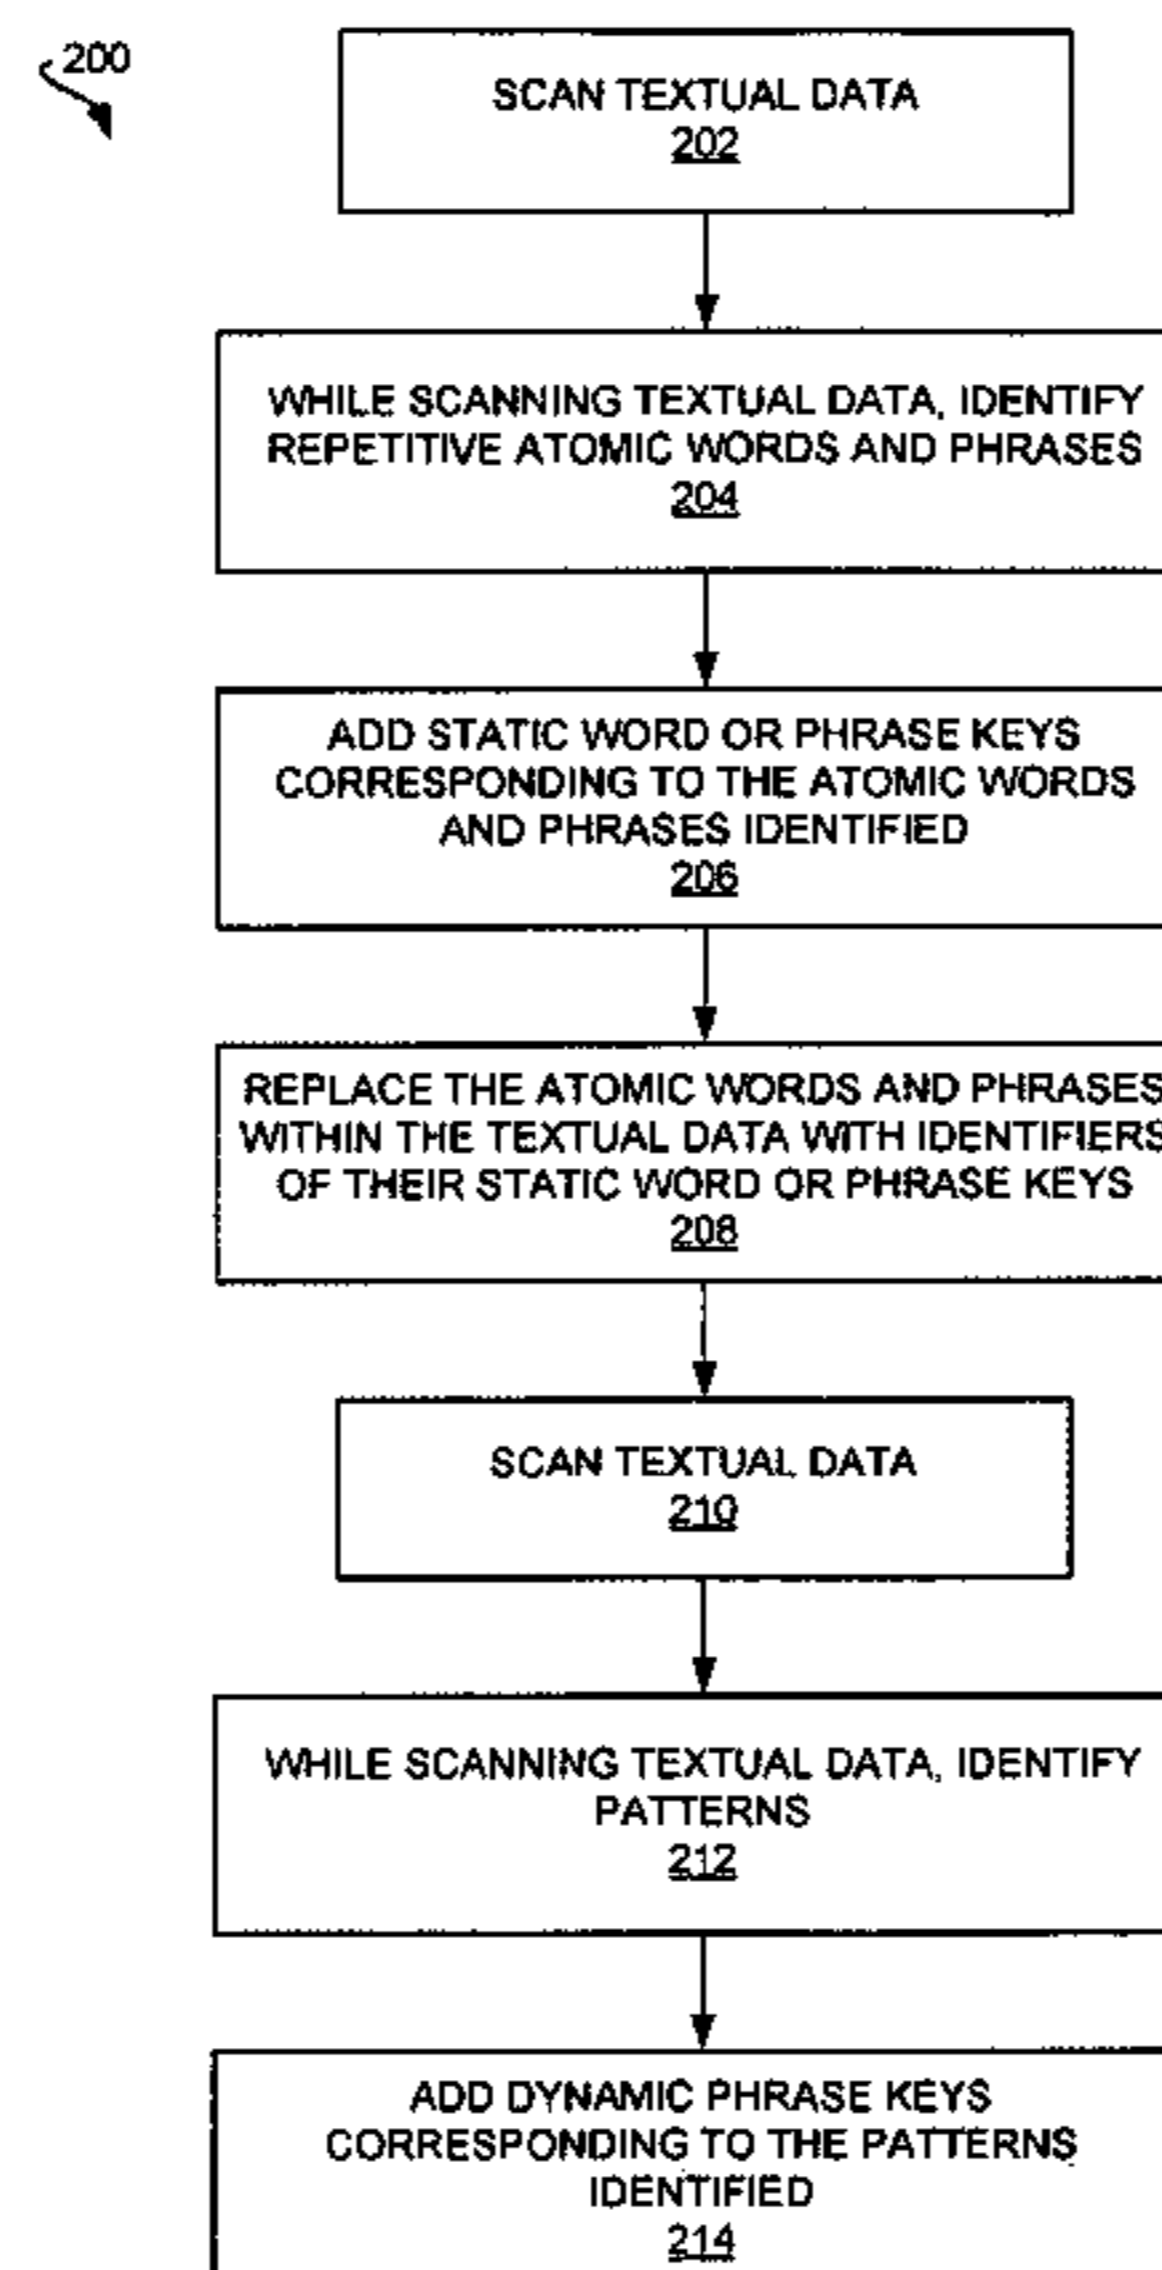 200
SCAN TEXTUAL DATA
202
WHILE SCANNING TEXTUAL DATA, IDENTIFY
REPETITIVE ATOMIC WORDS AND PHRASES
204
ADD STATIC WORD OR PHRASE KEYS
CORRESPONDING TO THE ATOMIC WORDS
AND PHRASES IDENTIFIED
206
REPLACE THE ATOMIC WORDS AND PHRASES
WITHIN THE TEXTUAL DATA WITH IDENTIFIERS
OF THEIR STATIC WORD OR PHRASE KEYS
208
SCAN TEXTUAL DATA
210
WHILE SCANNING TEXTUAL DATA, IDENTIFY
PATTERNS
212
ADD DYNAMIC PHRASE KEYS
CORRESPONDING TO THE PATTERNS
IDENTIFIED
214